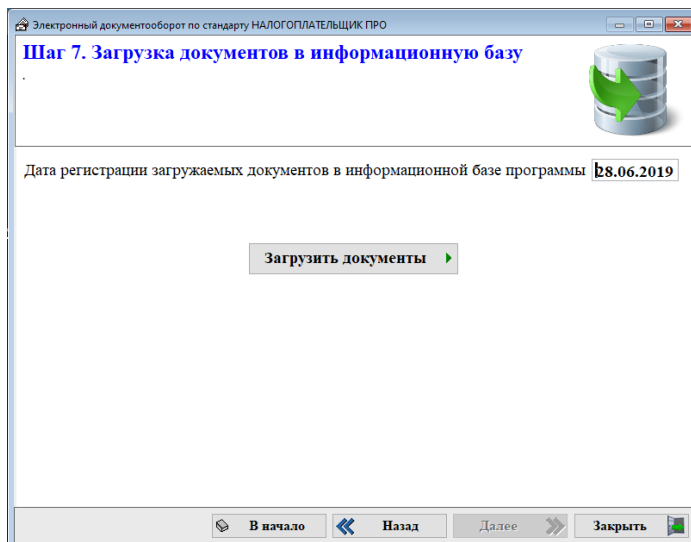 Электронный документооборот по стандарту НАЛОГОПЛАТЕЛЬЩИК ПРО
Шаг 7. Загрузка документов в информационную базу
.
Дата регистрации загружаемых документов в информационной базе программы 28.06.2019
Загрузить документы
В начало Назад Далее Закрыть